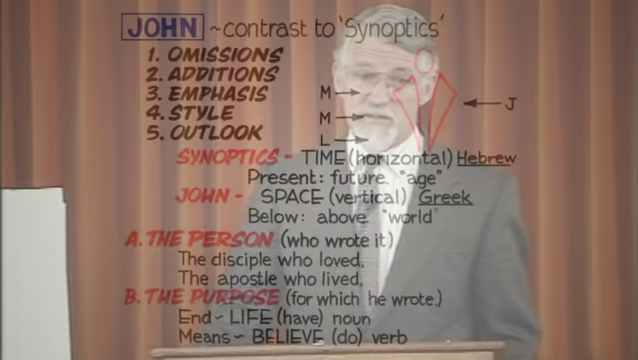 JOHN ~contrast to 'Synoptics'
1. OMISSIONS
2. ADDITIONS
3. EMPHASIS
4. STYLE
5. OUTLOOK
M
M
L
J
SYNOPTICS - TIME (horizontal) Hebrew
Present: future. "age"
JOHN - SPACE (vertical) Greek
Below: above "world"
A. THE PERSON (who wrote it)
The disciple who loved.
The apostle who lived.
B. THE PURPOSE (for which he wrote.)
End ~ LIFE (have) noun
Means ~ BELIEVE (do) verb